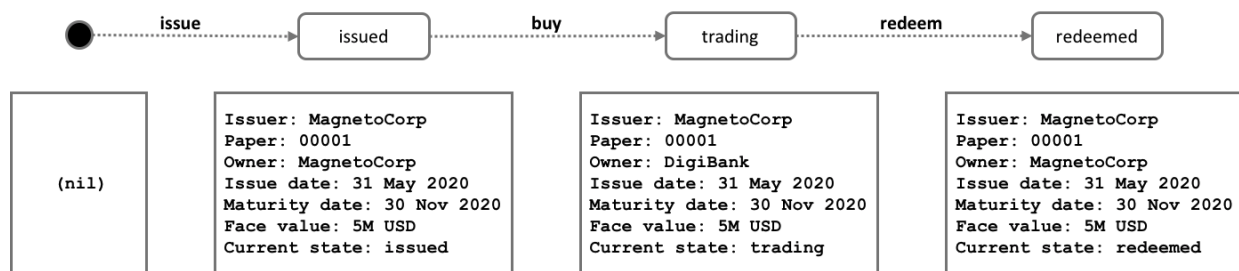 issue
buy
redeem
issued
trading
redeemed
(nil)
Issuer: MagnetoCorp
Paper: 00001
Owner: MagnetoCorp
Issue date: 31 May 2020
Maturity date: 30 Nov 2020
Face value: 5M USD
Current state: issued
Issuer: MagnetoCorp
Paper: 00001
Owner: DigiBank
Issue date: 31 May 2020
Maturity date: 30 Nov 2020
Face value: 5M USD
Current state: trading
Issuer: MagnetoCorp
Paper: 00001
Owner: MagnetoCorp
Issue date: 31 May 2020
Maturity date: 30 Nov 2020
Face value: 5M USD
Current state: redeemed